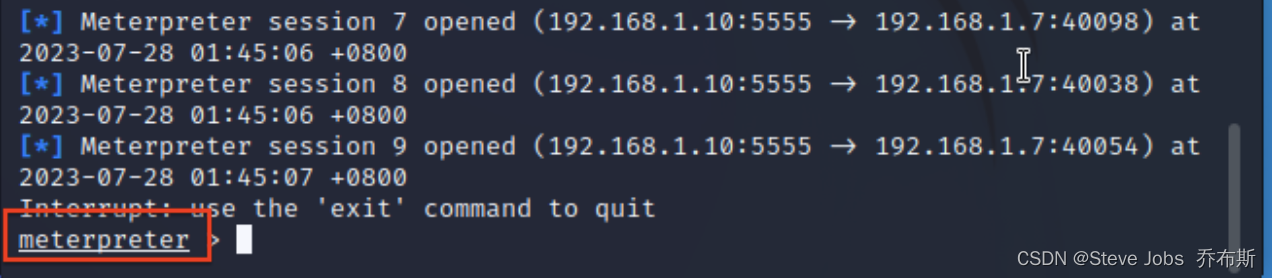 [*] Meterpreter session 7 opened (192.168.1.10:5555 → 192.168.1.7:40098) at
2023-07-28 01:45:06 +0800
[*] Meterpreter session 8 opened (192.168.1.10:5555 → 192.168.1.7:40038) at
2023-07-28 01:45:06 +0800
[*] Meterpreter session 9 opened (192.168.1.10:5555 → 192.168.1.7:40054) at
2023-07-28 01:45:07 +0800
Interrupt: use the 'exit' command to quit
meterpreter >
CSDN @Steve Jobs 乔布斯